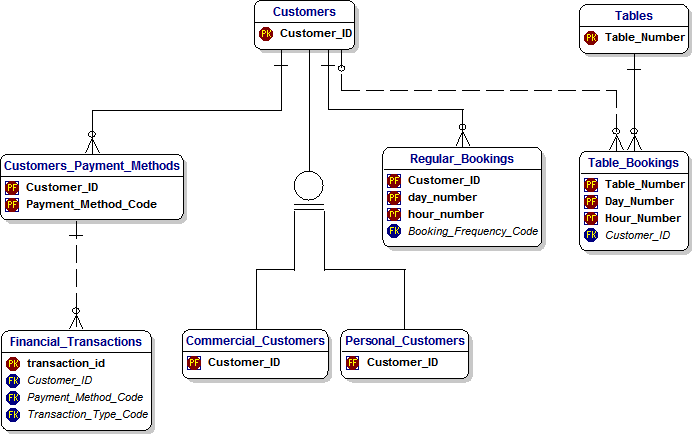 Customers
PK Customer_ID
Tables
PK Table_Number
Customers_Payment_Methods
PF Customer_ID
PF Payment_Method_Code
Regular_Bookings
PF Customer_ID
PF day_number
PF hour_number
FK Booking_Frequency_Code
Table_Bookings
PF Table_Number
PF Day_Number
PF Hour_Number
FK Customer_ID
Financial_Transactions
PK transaction_id
FK Customer_ID
FK Payment_Method_Code
FK Transaction_Type_Code
Commercial_Customers
PF Customer_ID
Personal_Customers
PF Customer_ID